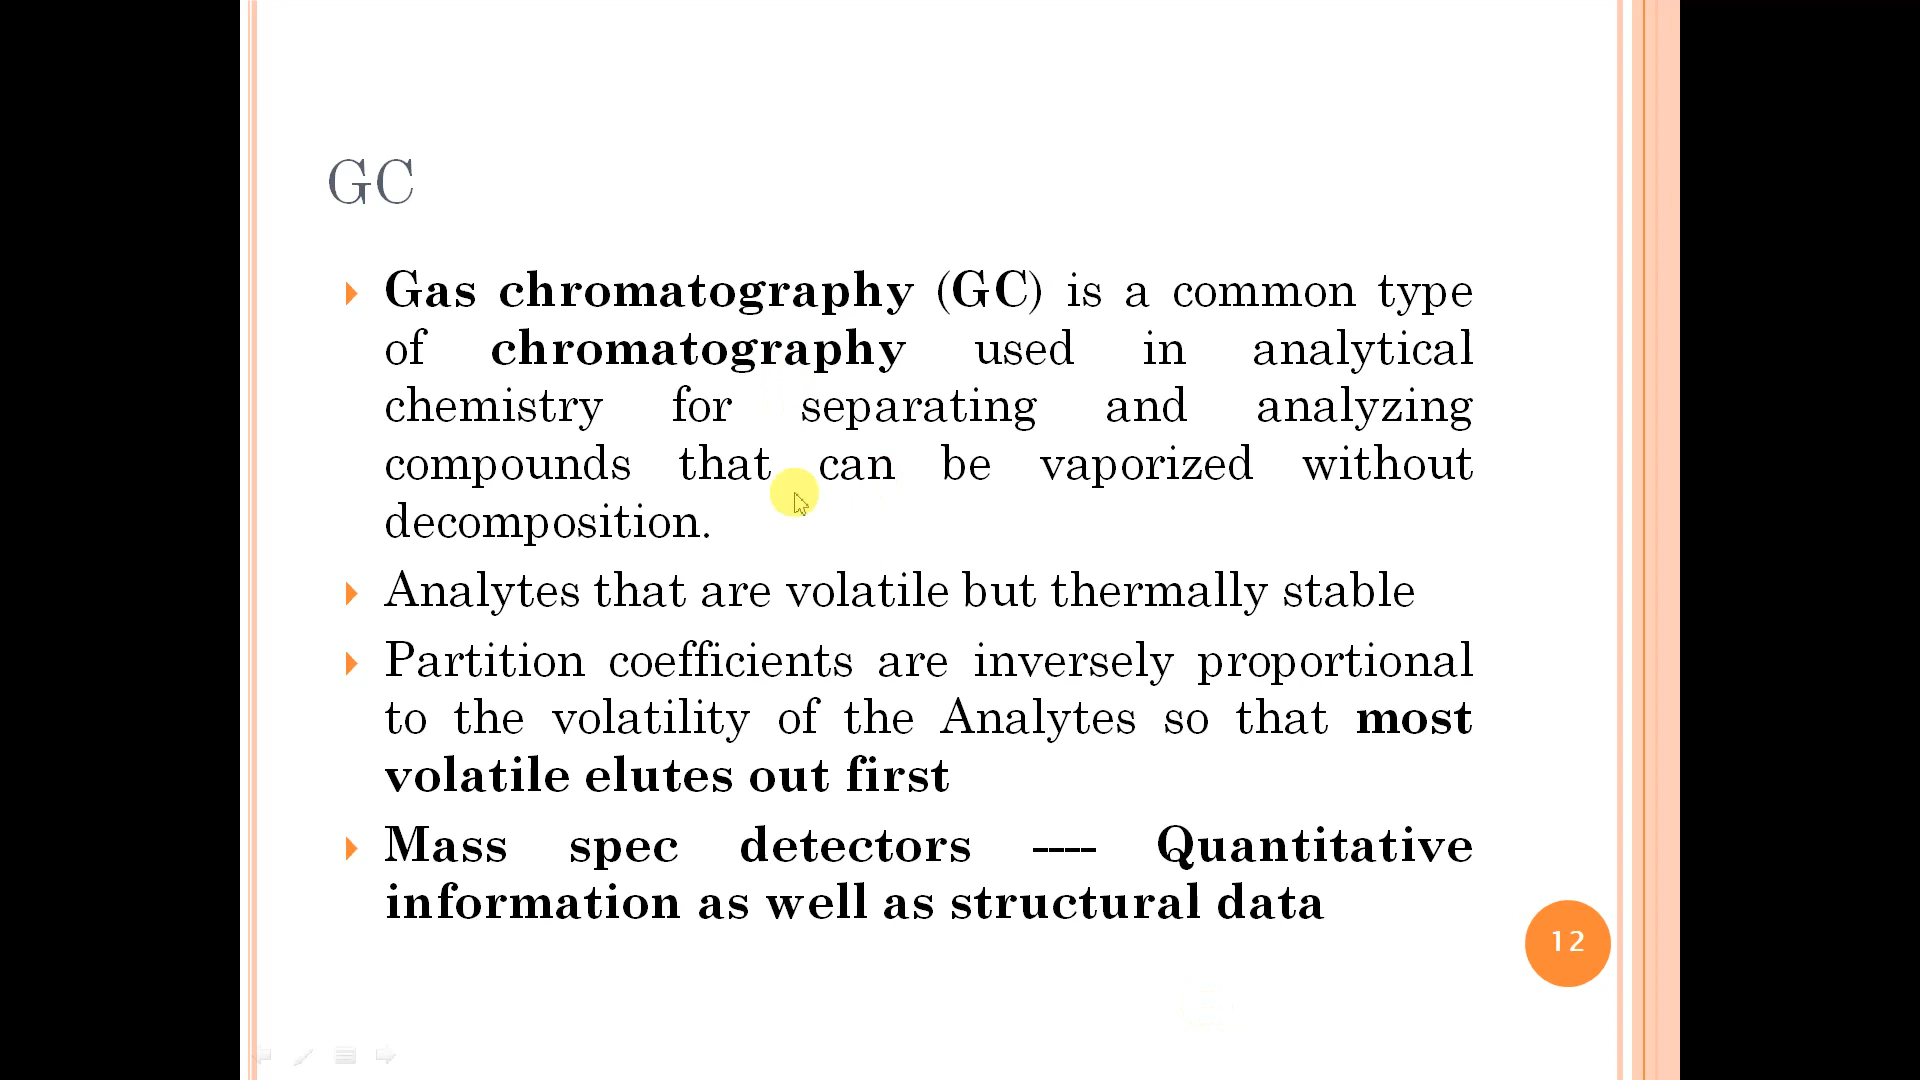 GC
Gas chromatography (GC) is a common type
of chromatography used in analytical
chemistry for separating and analyzing
compounds that can be vaporized without
decomposition.
Analytes that are volatile but thermally stable
Partition coefficients are inversely proportional
to the volatility of the Analytes so that most
volatile elutes out first
Mass spec detectors ---- Quantitative
information as well as structural data
12